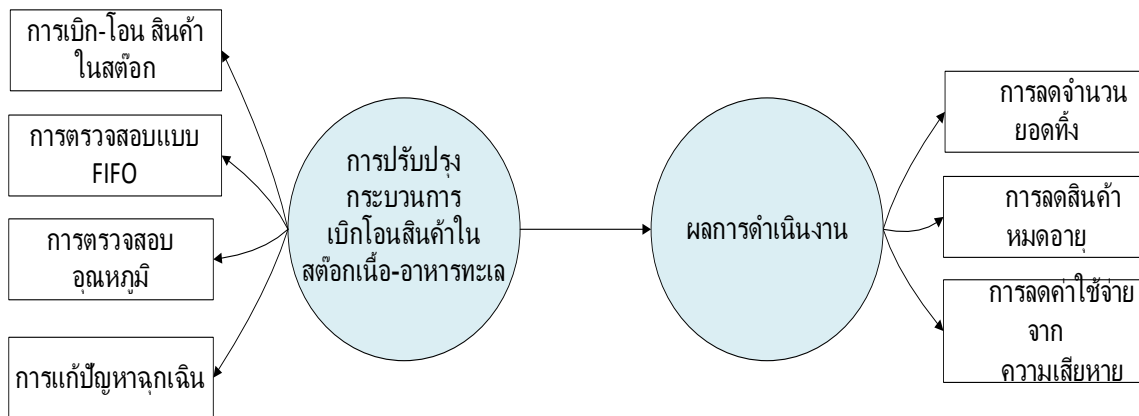 การเบิก-โอน สินค้า
ในสต๊อก
การตรวจสอบแบบ
FIFO
การตรวจสอบ
อุณหภูมิ
การแก้ปัญหาฉุกเฉิน
การปรับปรุง
กระบวนการ
เบิกโอนสินค้าใน
สต๊อกเนื้อ-อาหารทะเล
ผลการดำเนินงาน
การลดจำนวน
ยอดทิ้ง
การลดสินค้า
หมดอายุ
การลดค่าใช้จ่าย
จาก
ความเสียหาย